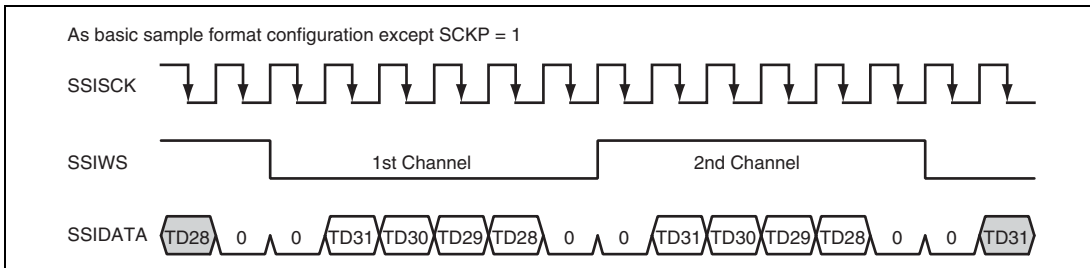 As basic sample format configuration except SCKP = 1
SSISCK
SSIWS 1st Channel 2nd Channel
SSIDATA TD28 0 0 TD31 TD30 TD29 TD28 0 0 TD31 TD30 TD29 TD28 0 0 TD31